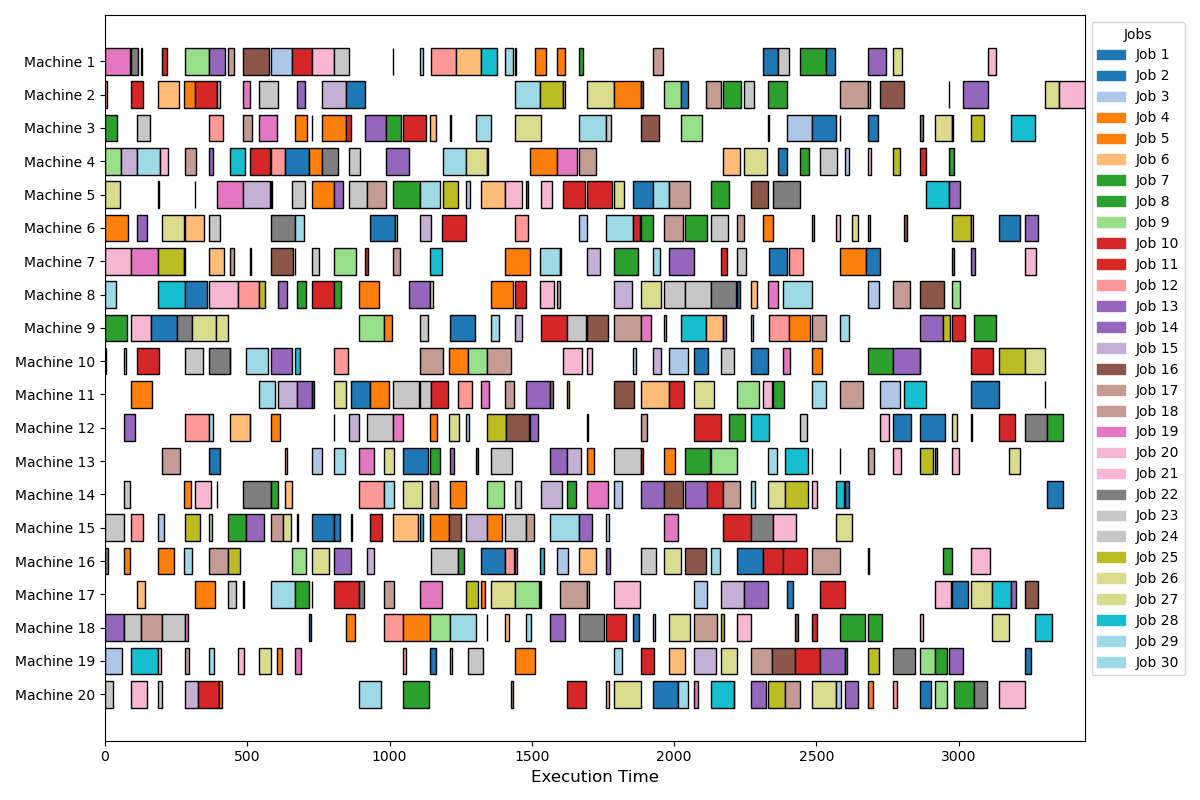 Machine 1
Machine 2
Machine 3
Machine 4
Machine 5
Machine 6
Machine 7
Machine 8
Machine 9
Machine 10
Machine 11
Machine 12
Machine 13
Machine 14
Machine 15
Machine 16
Machine 17
Machine 18
Machine 19
Machine 20
0 500 1000 1500 2000 2500 3000
Execution Time
Jobs
Job 1
Job 2
Job 3
Job 4
Job 5
Job 6
Job 7
Job 8
Job 9
Job 10
Job 11
Job 12
Job 13
Job 14
Job 15
Job 16
Job 17
Job 18
Job 19
Job 20
Job 21
Job 22
Job 23
Job 24
Job 25
Job 26
Job 27
Job 28
Job 29
Job 30